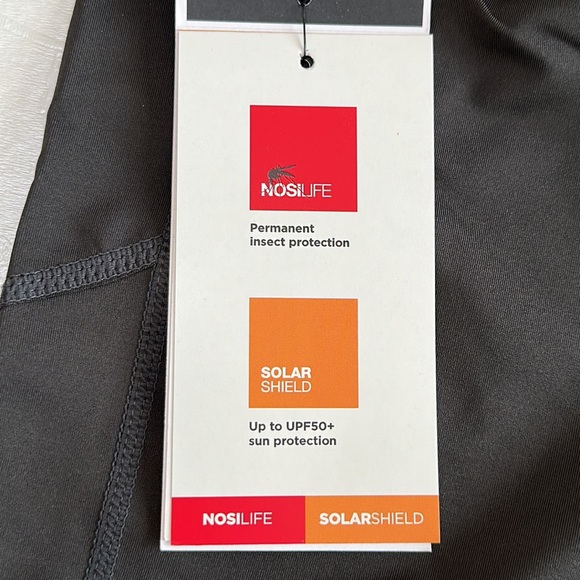 NOSILIFE
Permanent
insect protection
SOLAR
SHIELD
Up to UPF50+
sun protection
NOSILIFE SOLARSHIELD